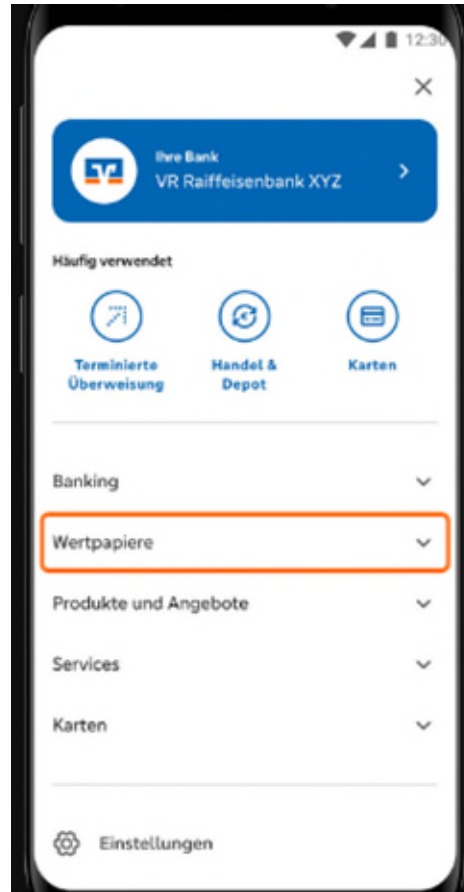 12:30
Ihre Bank
VR Raiffeisenbank XYZ
Häufig verwendet
Terminierte
Überweisung
Handel &
Depot
Karten
Banking
Wertpapiere
Produkte und Angebote
Services
Karten
Einstellungen